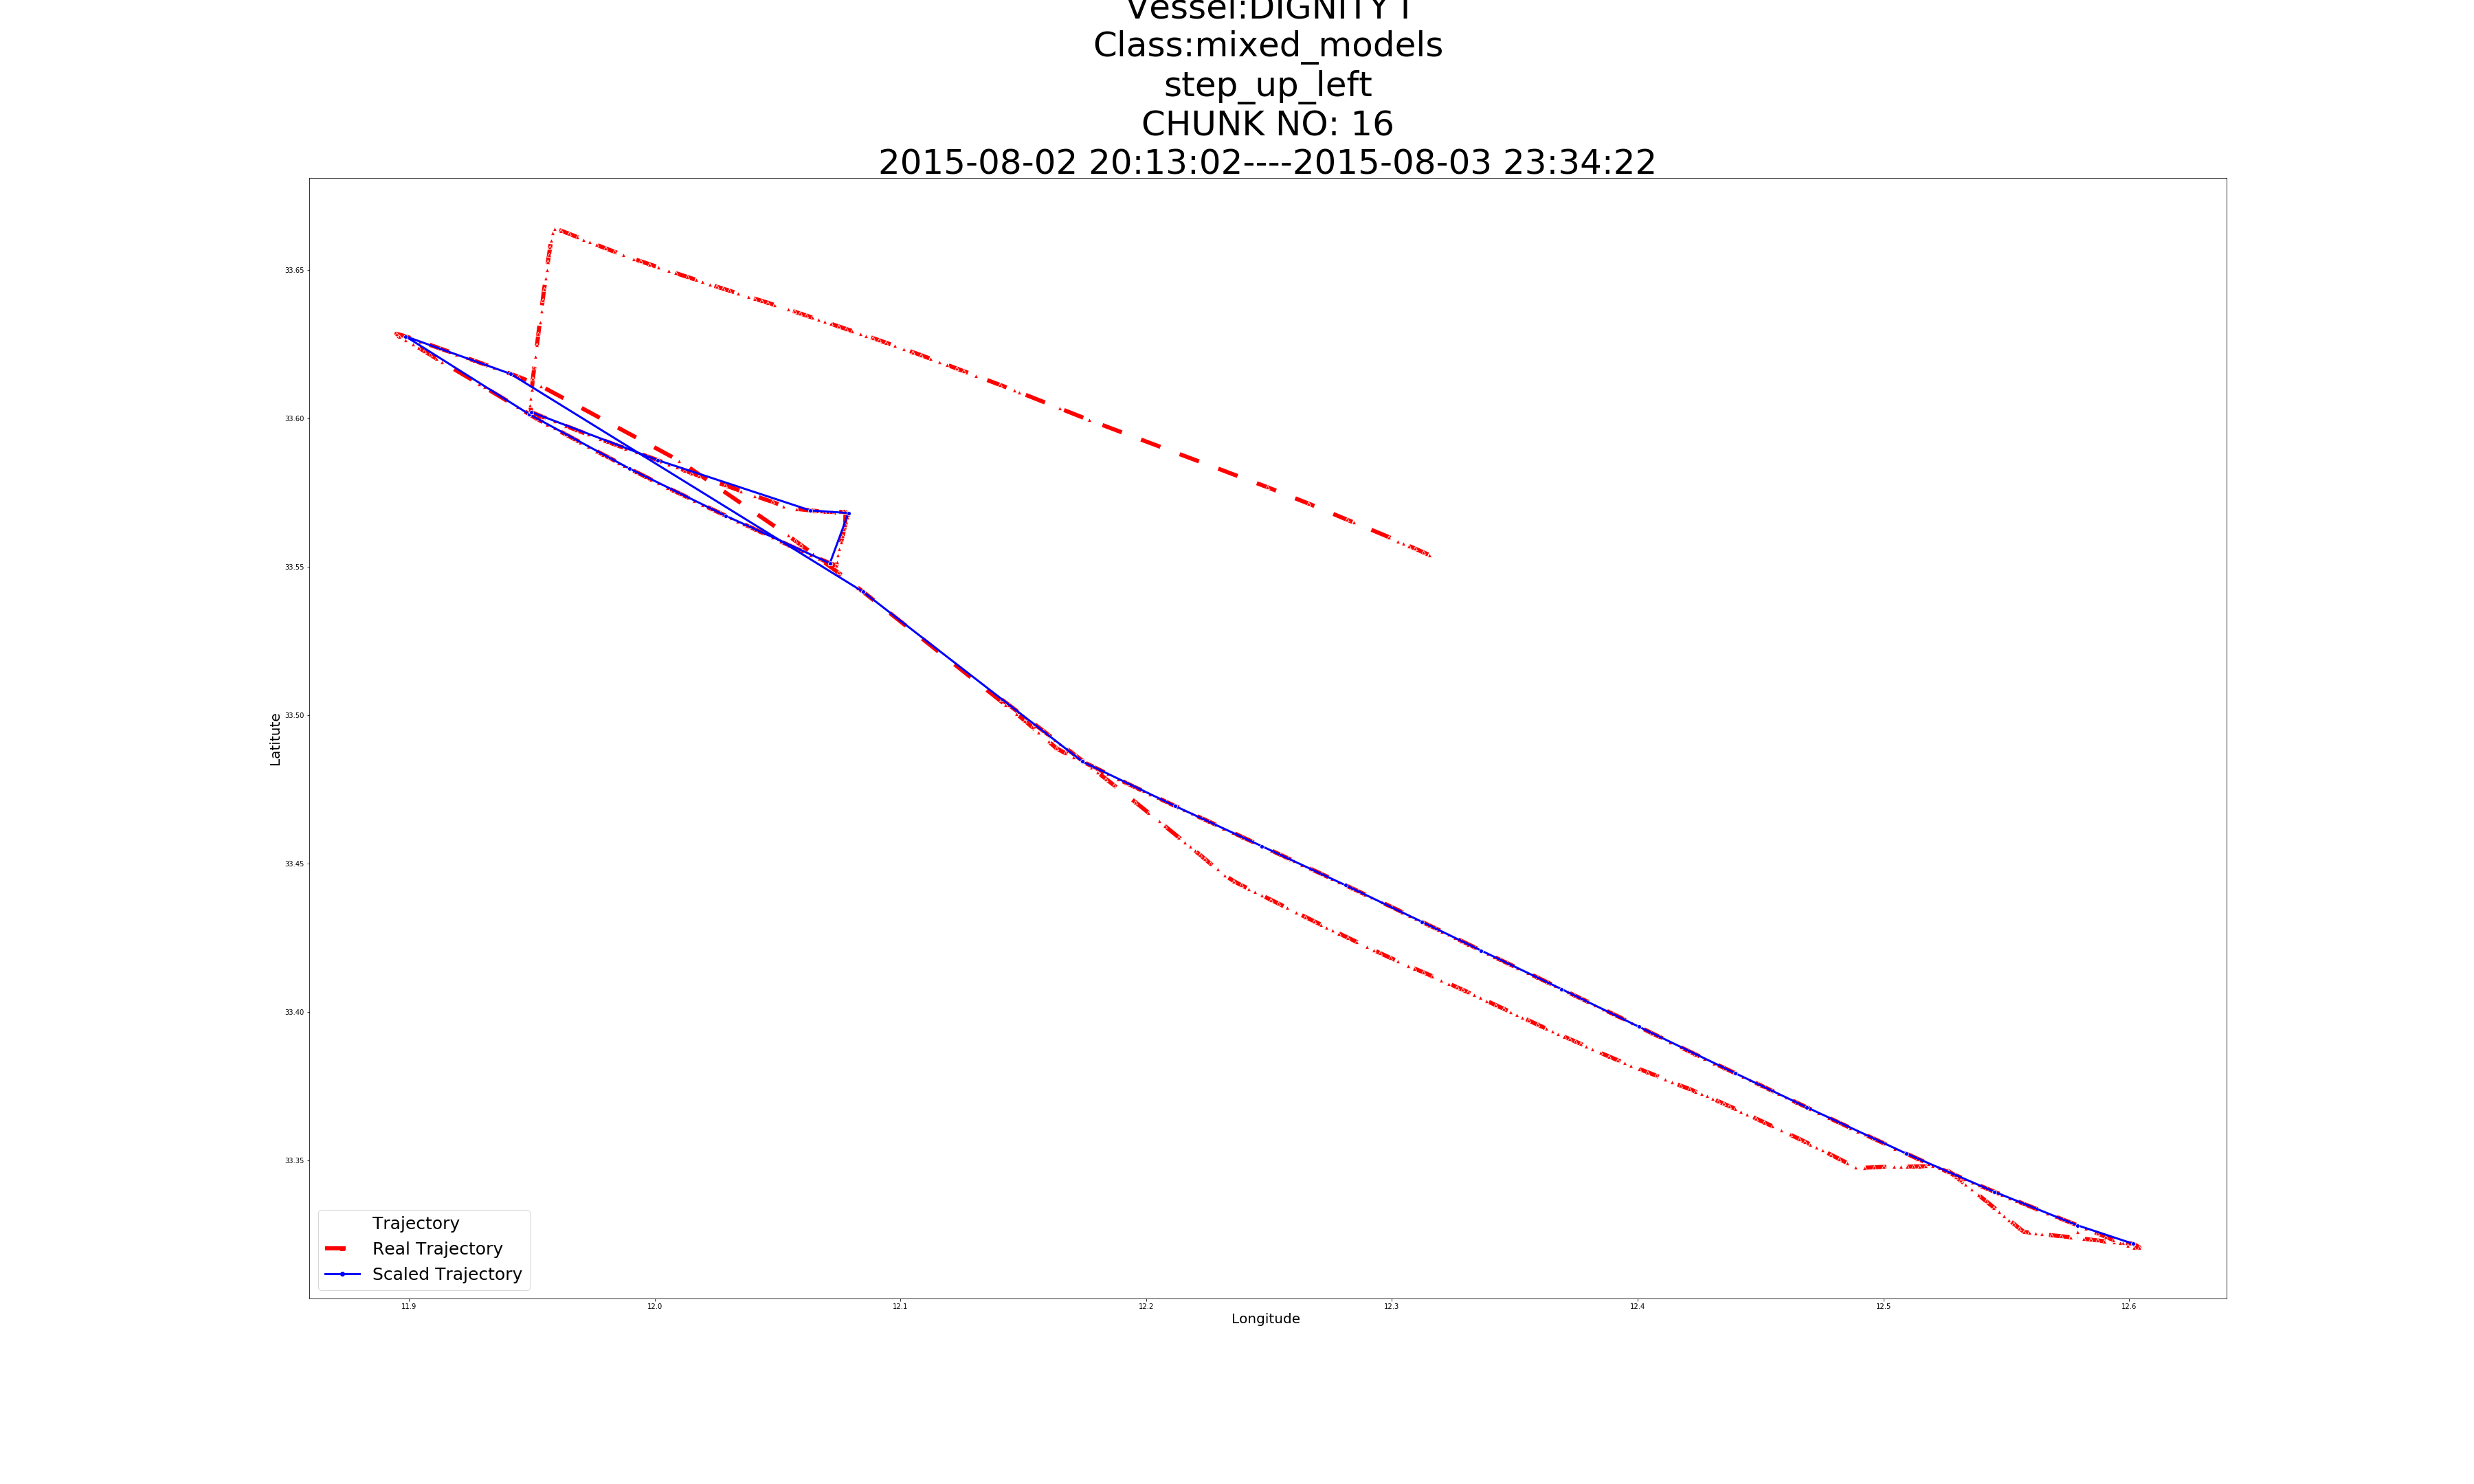 Vessel:DIGNITY I
Class:mixed_models
step_up_left
CHUNK NO: 16
2015-08-02 20:13:02----2015-08-03 23:34:22
33.65
33.60
33.55
33.50
33.45
33.40
33.35
Latitute
Trajectory
Real Trajectory
Scaled Trajectory
11.9 12.0 12.1 12.2 12.3 12.4 12.5 12.6
Longitude